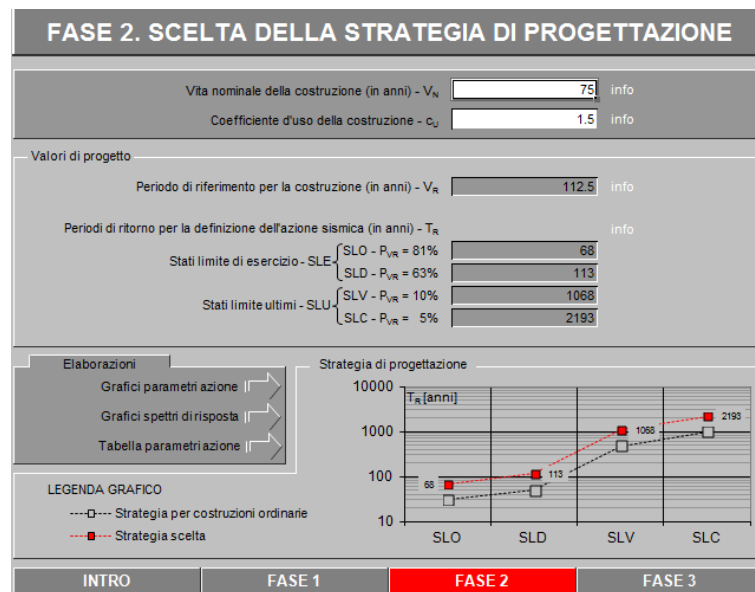 FASE 2. SCELTA DELLA STRATEGIA DI PROGETTAZIONE
Vita nominale della costruzione (in anni) - VN 75 info
Coefficiente d'uso della costruzione - cU 1.5 info
Valori di progetto
Periodo di riferimento per la costruzione (in anni) - VR 112.5 info
Periodi di ritorno per la definizione dell'azione sismica (in anni) - TR info
Stati limite di esercizio - SLE
SLO - PVR = 81% 68
SLD - PVR = 63% 113
Stati limite ultimi - SLU
SLV - PVR = 10% 1068
SLC - PVR = 5% 2193
Elaborazioni
Grafici parametri azione
Grafici spettri di risposta
Tabella parametri azione
LEGENDA GRAFICO
Strategia per costruzioni ordinarie
Strategia scelta
Strategia di progettazione
TR [anni]
10000
1000
100
10
68
113
1068
2193
SLO SLD SLV SLC
INTRO FASE 1 FASE 2 FASE 3